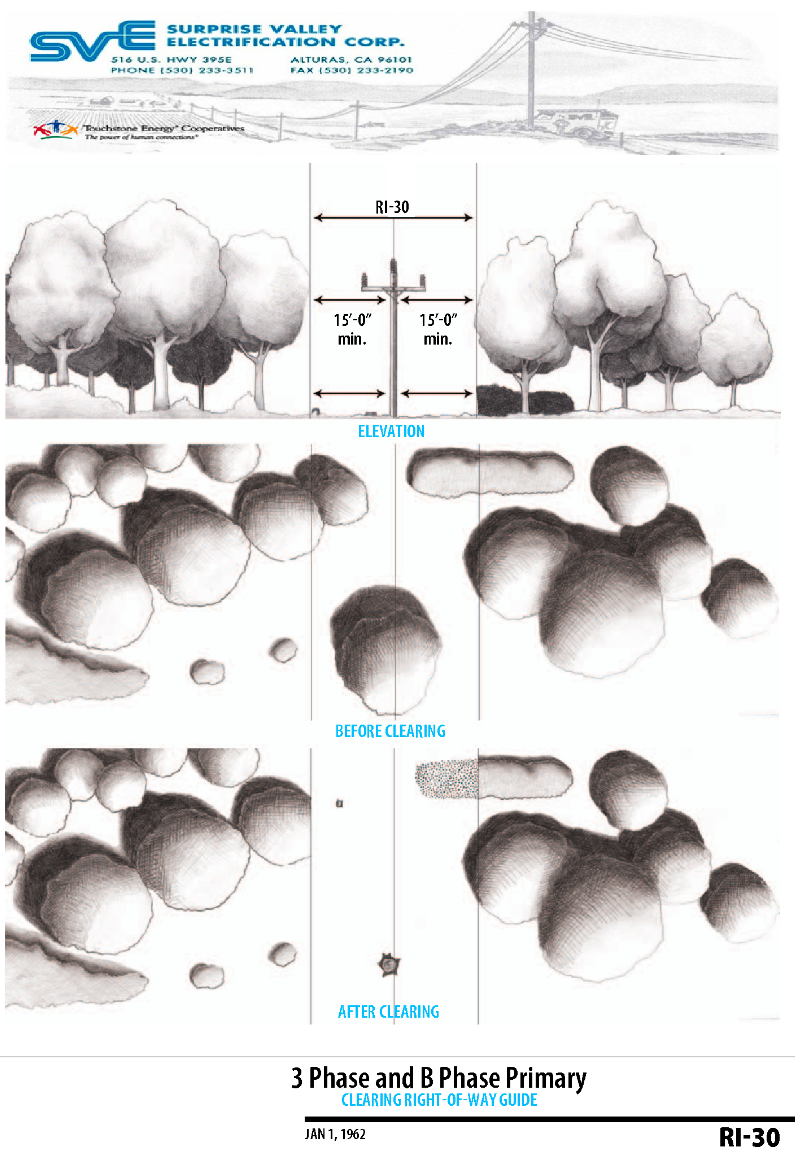 SVE SURPRISE VALLEY
ELECTRIFICATION CORP.
516 U.S. HWY 395E ALTURAS, CA 96101
PHONE (530) 233-3511 FAX (530) 233-2190
Touchstone Energy® Cooperatives
The power of human connections®
RI-30
15’-0” 15’-0”
min. min.
ELEVATION
BEFORE CLEARING
AFTER CLEARING
3 Phase and B Phase Primary
CLEARING RIGHT-OF-WAY GUIDE
JAN 1, 1962
RI-30